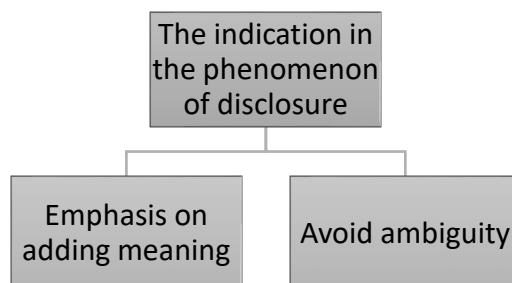 The indication in
the phenomenon
of disclosure
Emphasis on
adding meaning
Avoid ambiguity